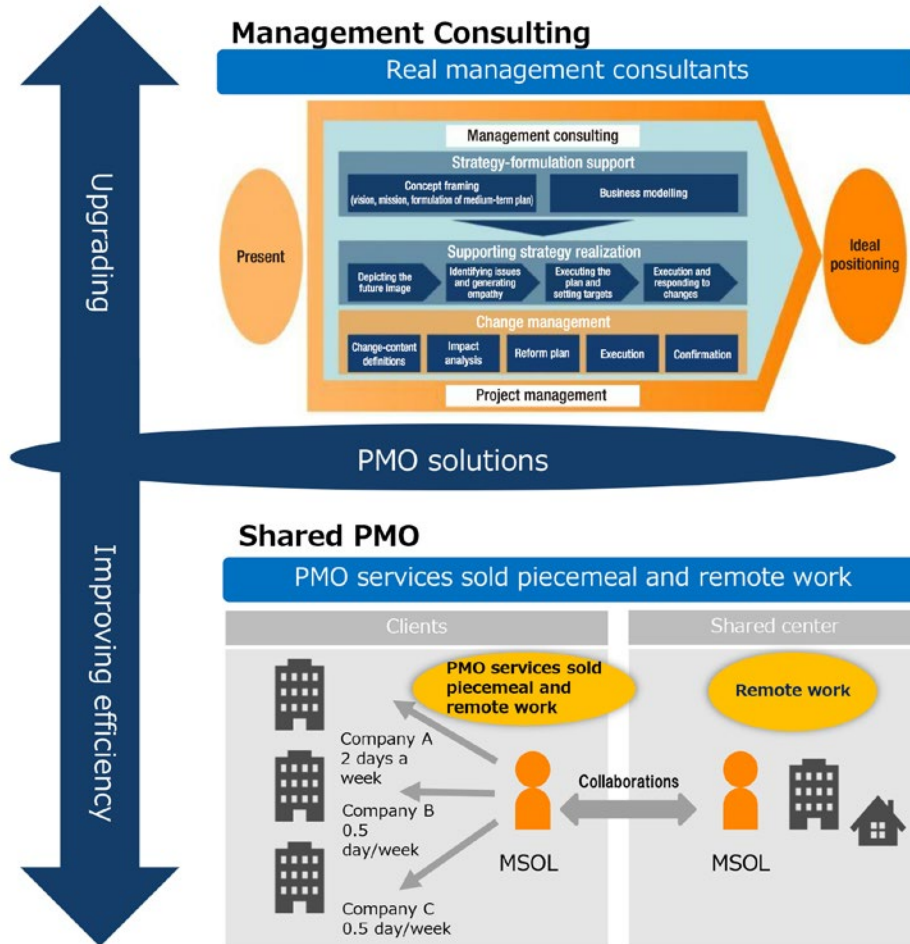 Management Consulting
Real management consultants
Upgrading
Management consulting
Strategy-formulation support
Concept framing
(vision, mission, formulation of medium-term plan)
Business modelling
Present
Ideal
positioning
Supporting strategy realization
Depicting the
future image
Identifying issues
and generating
empathy
Executing the
plan and
setting targets
Execution and
responding to
changes
Change management
Change-content
definitions
Impact
analysis
Reform plan
Execution
Confirmation
Project management
PMO solutions
Improving efficiency
Shared PMO
PMO services sold piecemeal and remote work
Clients
Shared center
PMO services sold
piecemeal and
remote work
Remote work
Company A
2 days a
week
Company B
0.5
day/week
Company C
0.5 day/week
MSOL
Collaborations
MSOL